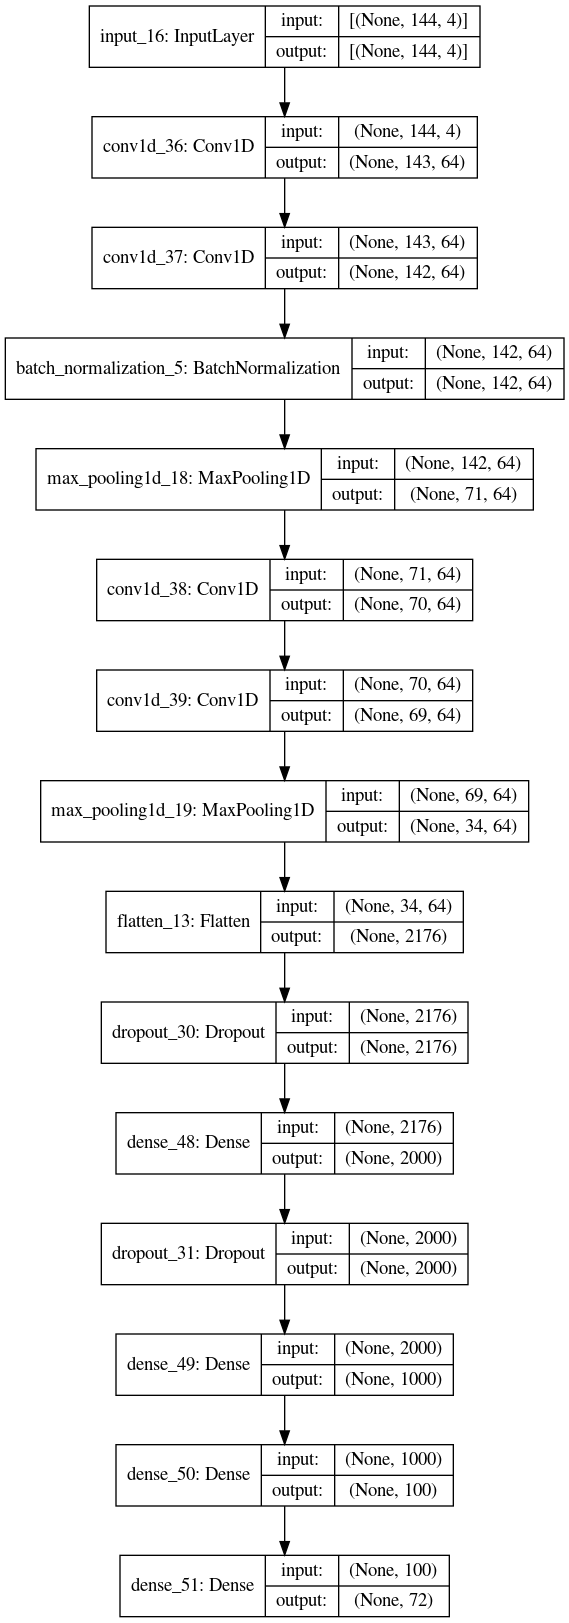 input_16: InputLayer
input: [(None, 144, 4)]
output: [(None, 144, 4)]
conv1d_36: Conv1D
input: (None, 144, 4)
output: (None, 143, 64)
conv1d_37: Conv1D
input: (None, 143, 64)
output: (None, 142, 64)
batch_normalization_5: BatchNormalization
input: (None, 142, 64)
output: (None, 142, 64)
max_pooling1d_18: MaxPooling1D
input: (None, 142, 64)
output: (None, 71, 64)
conv1d_38: Conv1D
input: (None, 71, 64)
output: (None, 70, 64)
conv1d_39: Conv1D
input: (None, 70, 64)
output: (None, 69, 64)
max_pooling1d_19: MaxPooling1D
input: (None, 69, 64)
output: (None, 34, 64)
flatten_13: Flatten
input: (None, 34, 64)
output: (None, 2176)
dropout_30: Dropout
input: (None, 2176)
output: (None, 2176)
dense_48: Dense
input: (None, 2176)
output: (None, 2000)
dropout_31: Dropout
input: (None, 2000)
output: (None, 2000)
dense_49: Dense
input: (None, 2000)
output: (None, 1000)
dense_50: Dense
input: (None, 1000)
output: (None, 100)
dense_51: Dense
input: (None, 100)
output: (None, 72)